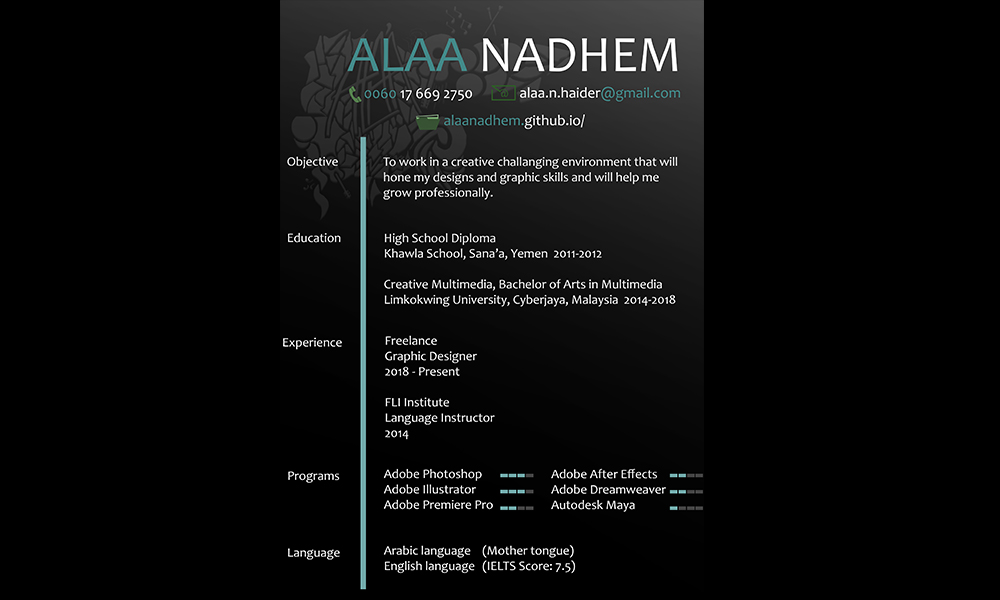 ALAA NADHEM
0060 17 669 2750 alaa.n.haider@gmail.com
alaanadhem.github.io/
Objective
To work in a creative challanging environment that will
hone my designs and graphic skills and will help me
grow professionally.
Education
High School Diploma
Khawla School, Sana'a, Yemen 2011-2012
Creative Multimedia, Bachelor of Arts in Multimedia
Limkokwing University, Cyberjaya, Malaysia 2014-2018
Experience
Freelance
Graphic Designer
2018 - Present
FLI Institute
Language Instructor
2014
Programs
Adobe Photoshop Adobe After Effects
Adobe Illustrator Adobe Dreamweaver
Adobe Premiere Pro Autodesk Maya
Language
Arabic language (Mother tongue)
English language (IELTS Score: 7.5)